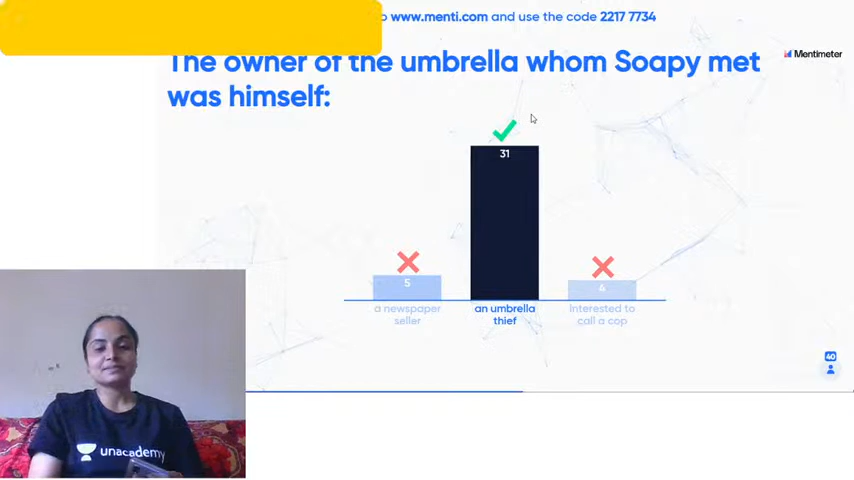 www.menti.com and use the code 2217 7734
Mentimeter
The owner of the umbrella whom Soapy met
was himself:
31
5
4
a newspaper
seller
an umbrella
thief
interested to
call a cop
40
unacademy